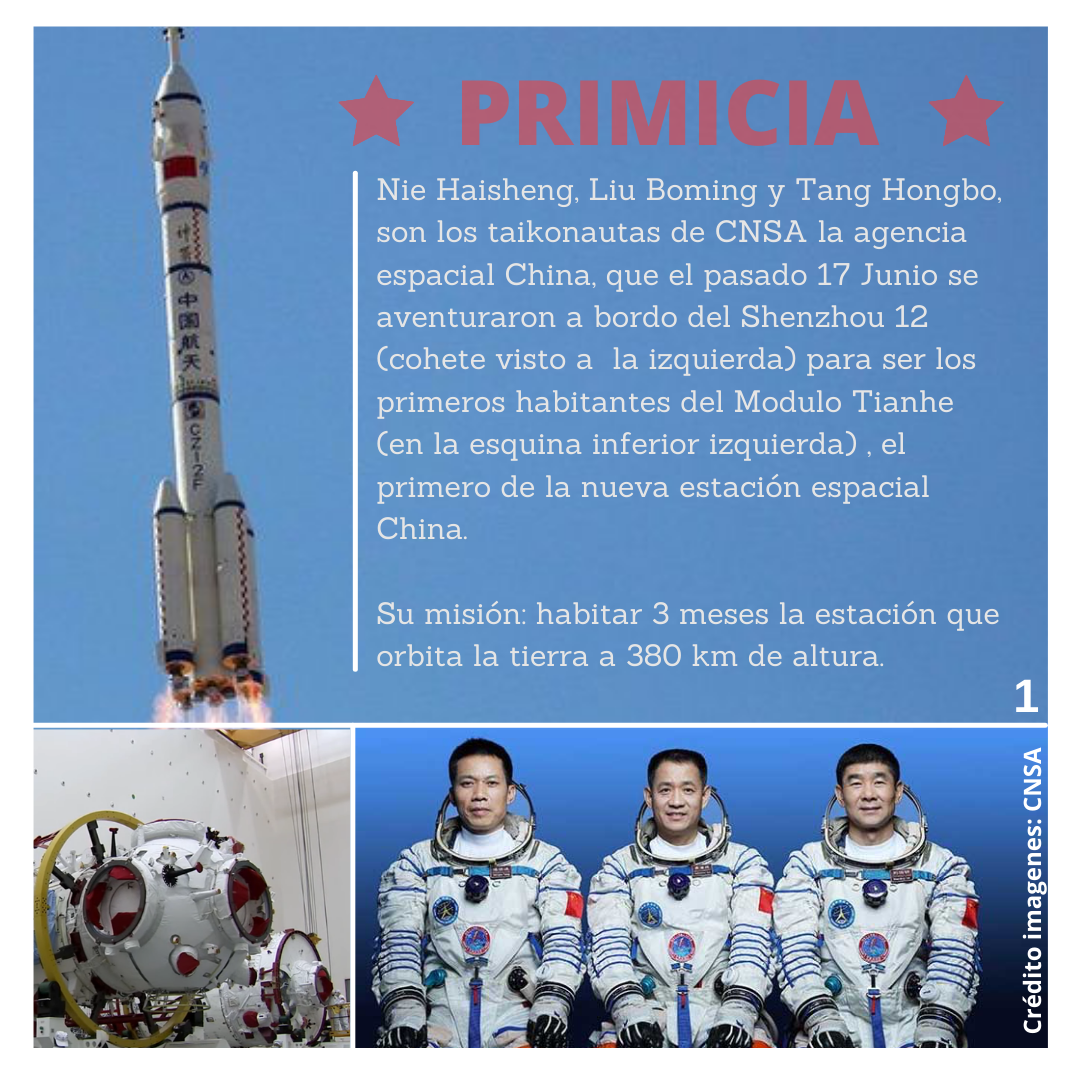 PRIMICIA
Nie Haisheng, Liu Boming y Tang Hongbo,
son los taikonautas de CNSA la agencia
espacial China, que el pasado 17 Junio se
aventuraron a bordo del Shenzhou 12
(cohete visto a  la izquierda) para ser los
primeros habitantes del Modulo Tianhe
(en la esquina inferior izquierda) , el
primero de la nueva estación espacial
China.
Su misión: habitar 3 meses la estación que
orbita la tierra a 380 km de altura.
1
中国航天
CZ-2F
Crédito imagenes: CNSA